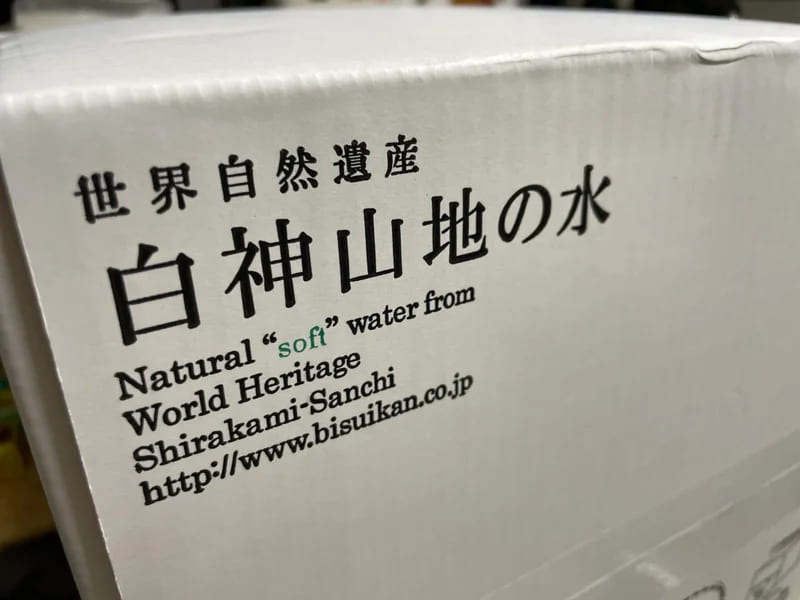 世界自然遺産
白神山地の水
Natural “soft” water from
World Heritage
Shirakami-Sanchi
http://www.bisuikan.co.jp